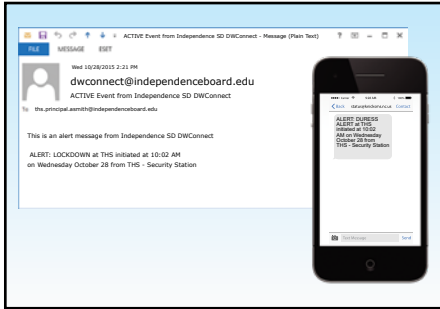 ACTIVE Event from Independence SD DWConnect - Message (Plain Text)
FILE MESSAGE ESET
Wed 10/28/2015 2:21 PM
dwconnect@independenceboard.edu
ACTIVE Event from Independence SD DWConnect
To ths.principal.asmith@independenceboard.edu
This is an alert message from Independence SD DWConnect
ALERT: LOCKDOWN at THS initiated at 10:02 AM
on Wednesday October 28 from THS - Security Station
Back Contact
ALERT: DURESS
ALERT at THS
initiated at 10:02
AM on Wednesday
October 28 from
THS - Security Station
Text Message Send